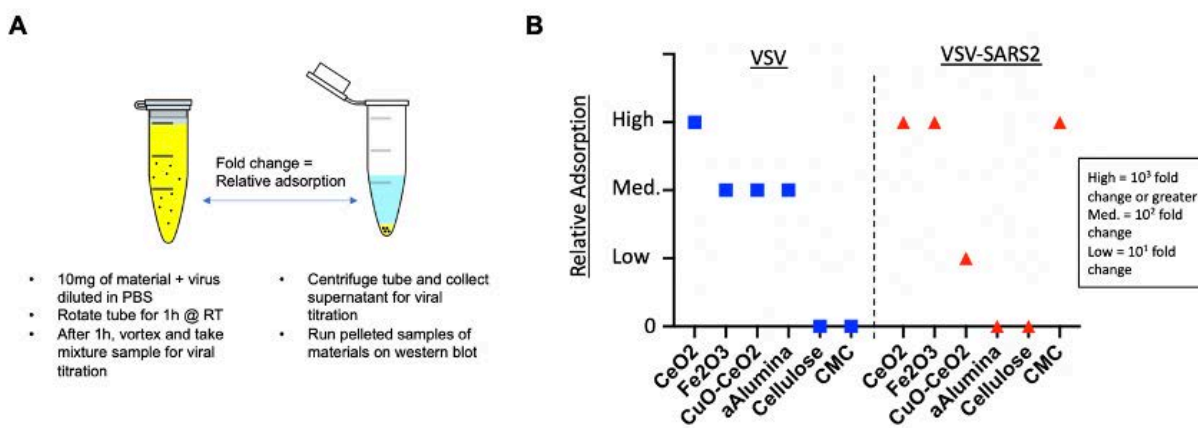 A
Fold change =
Relative adsorption
• 10mg of material + virus
diluted in PBS
• Rotate tube for 1h @ RT
• After 1h, vortex and take
mixture sample for viral
titration
• Centrifuge tube and collect
supernatant for viral
titration
• Run pelleted samples of
materials on western blot
B
VSV
VSV-SARS2
Relative Adsorption
High
Med.
Low
0
CeO2
Fe2O3
CuO-CeO2
aAlumina
Cellulose
CMC
CeO2
Fe2O3
CuO-CeO2
aAlumina
Cellulose
CMC
High = 10³ fold
change or greater
Med. = 10² fold
change
Low = 10¹ fold
change